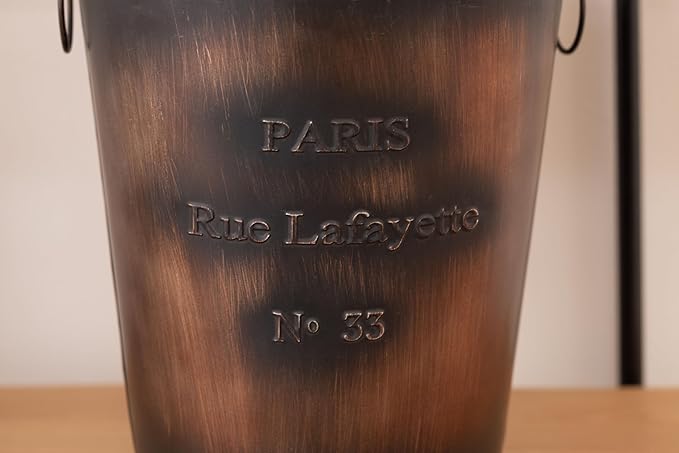 PARIS
Rue Lafayette
No 33